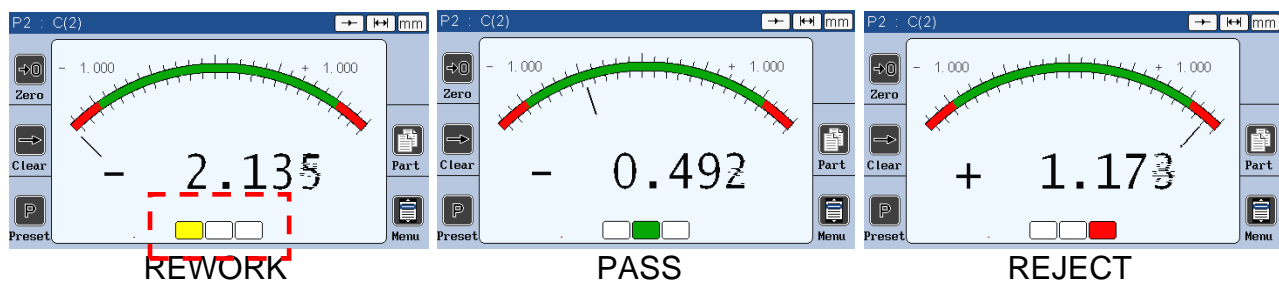 P2 : C(2) mm
- 1.000 + 1.000
Zero
Clear Part
- 2.135
P
Preset Menu
REWORK
P2 : C(2) mm
- 1.000 + 1.000
Zero
Clear Part
- 0.492
P
Preset Menu
PASS
P2 : C(2) mm
- 1.000 + 1.000
Zero
Clear Part
+ 1.173
P
Preset Menu
REJECT